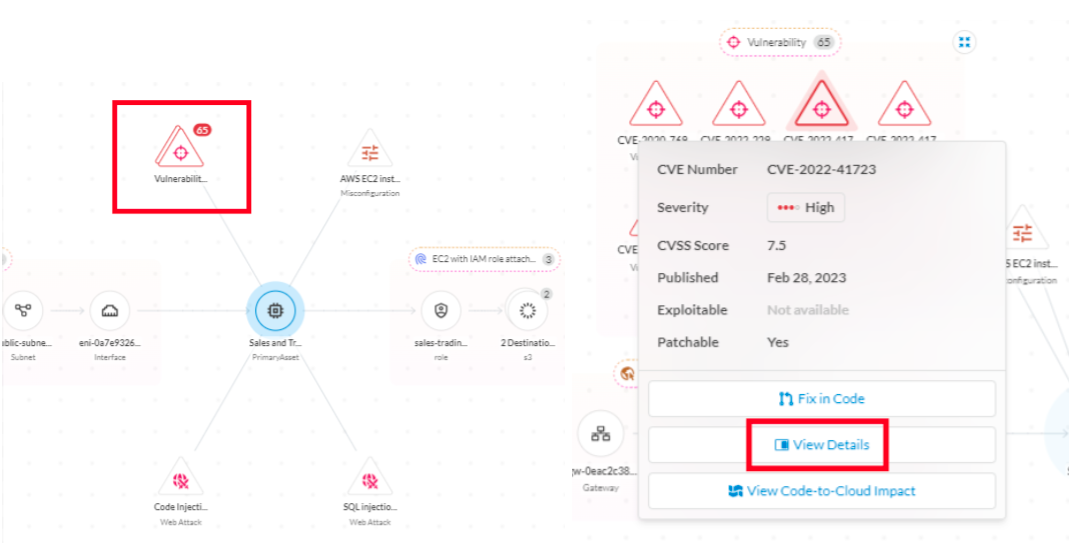 65
Vulnerabilit...
AWS EC2 inst...
Misconfiguration
EC2 with IAM role attach... 3
2
ublic-subne...
Subnet
eni-0a7e9326...
Interface
Sales and Tr...
PrimaryAsset
sales-tradin...
role
2 Destinatio...
s3
Code Injecti...
Web Attack
SQL injectio...
Web Attack
Vulnerability 65
CVE-2020-769 CVE-2022-229 CVE-2022-417 CVE-2022-417
CVE Number CVE-2022-41723
Severity High
CVSS Score 7.5
Published Feb 28, 2023
Exploitable Not available
Patchable Yes
Fix in Code
View Details
View Code-to-Cloud Impact
CVE
S EC2 inst...
onfiguration
gw-0eac2c38...
Gateway